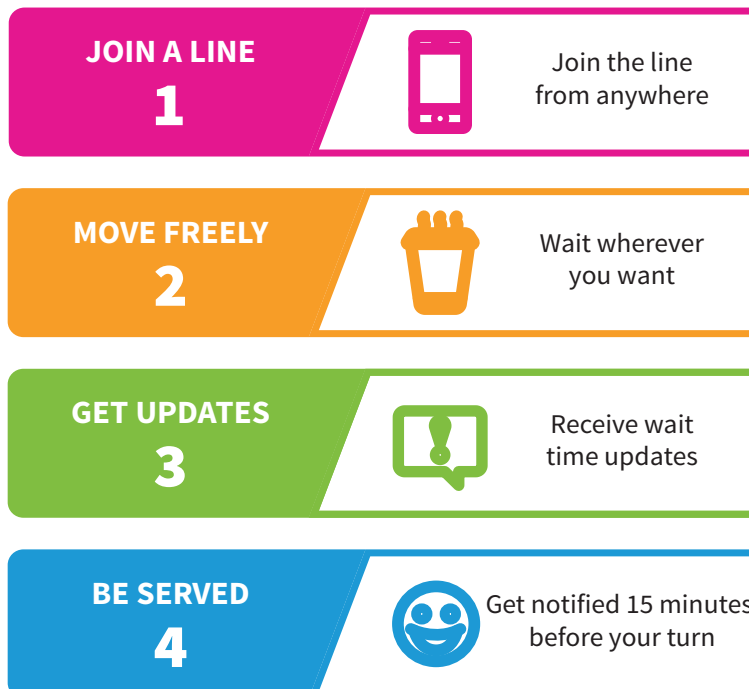 JOIN A LINE
1
Join the line
from anywhere
MOVE FREELY
2
Wait wherever
you want
GET UPDATES
3
Receive wait
time updates
BE SERVED
4
Get notified 15 minutes
before your turn